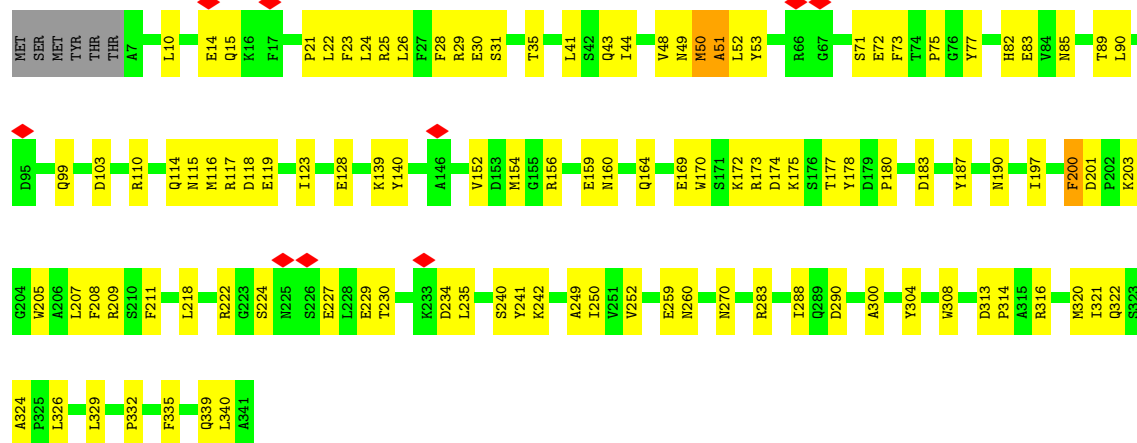 MET SER MET TYR THR THR A7 L10 E14 Q15 K16 F17 P21 L22 F23 L24 R25 L26 F27 F28 R29 E30 S31 T35 L41 S42 Q43 I44 V48 N49 M50 A51 L52 Y53 R66 G67 S71 E72 F73 T74 P75 G76 Y77 H82 E83 V84 N85 T89 L90
D95 Q99 D103 R110 Q114 N115 M116 R117 D118 E119 I123 E128 K139 Y140 A146 V152 D153 M154 G155 R156 E159 N160 Q164 E169 W170 S171 K172 R173 D174 K175 S176 T177 Y178 D179 P180 D183 Y187 N190 I197 F200 D201 P202 K203
G204 W205 A206 L207 F208 R209 S210 F211 L218 R222 G223 S224 N225 S226 E227 L228 E229 T230 K233 D234 L235 S240 Y241 K242 A249 I250 V251 V252 E259 N260 N270 R283 I288 Q289 D290 A300 Y304 W308 D313 P314 A315 R316 M320 I321 Q322 S323
A324 P325 L326 L329 P332 F335 Q339 L340 A341